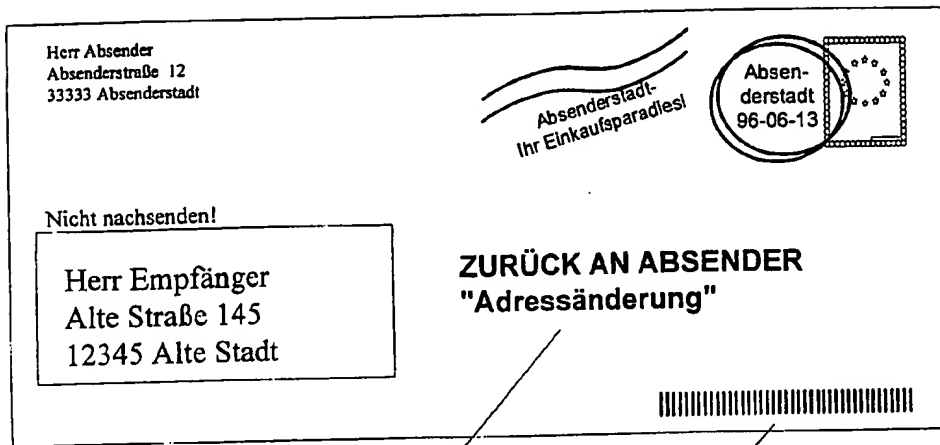 Herr Absender
Absenderstraße 12
33333 Absenderstadt
Absenderstadt-
Ihr Einkaufsparadies!
Absen-
derstadt
96-06-13
Nicht nachsenden!
Herr Empfänger
Alte Straße 145
12345 Alte Stadt
ZURÜCK AN ABSENDER
"Adressänderung"